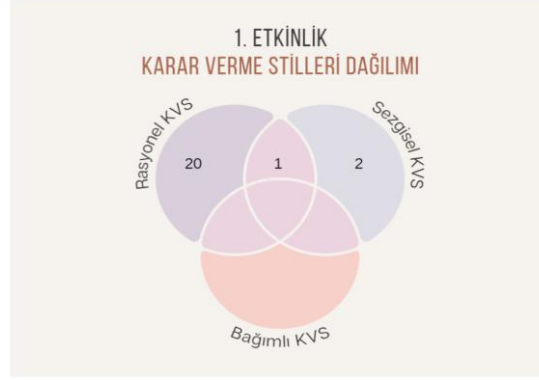 1. ETKİNLİK
KARAR VERME STİLLERİ DAĞILIMI
Rasyonel KVS
Sezgisel KVS
20
1
2
Bağımlı KVS